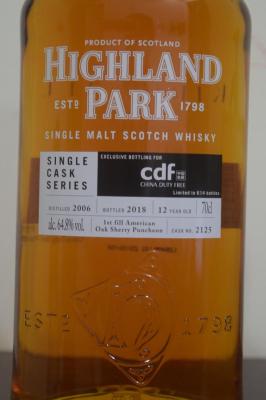 PRODUCT OF SCOTLAND
HIGHLAND
ESTD PARK 1798
SINGLE MALT SCOTCH WHISKY
SINGLE
CASK
SERIES
EXCLUSIVE BOTTLING FOR
cdf
CHINA DUTY FREE
Limited to 614 bottles
DISTILLED 2006 BOTTLED 2018 12 YEAR OLD 70cl
alc. 64.8% vol. 1st fill American
Oak Sherry Puncheon CASK NO. 2125
ESTD 1798